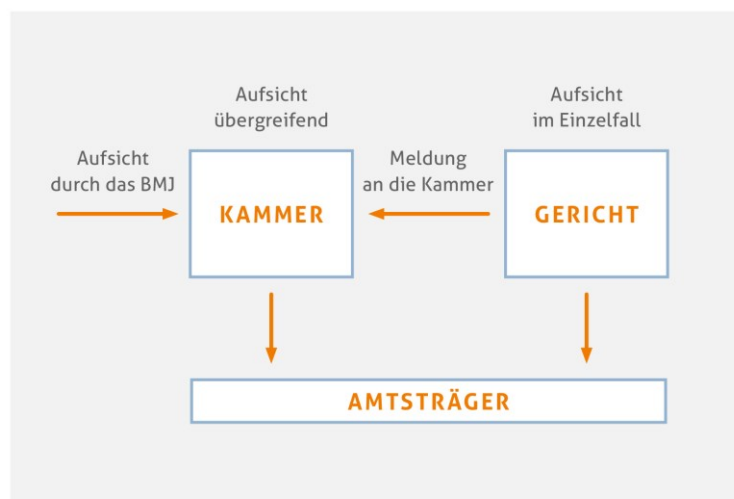 Aufsicht
übergreifend
Aufsicht
im Einzelfall
Aufsicht
durch das BMJ
Meldung
an die Kammer
KAMMER
GERICHT
AMTSTRÄGER